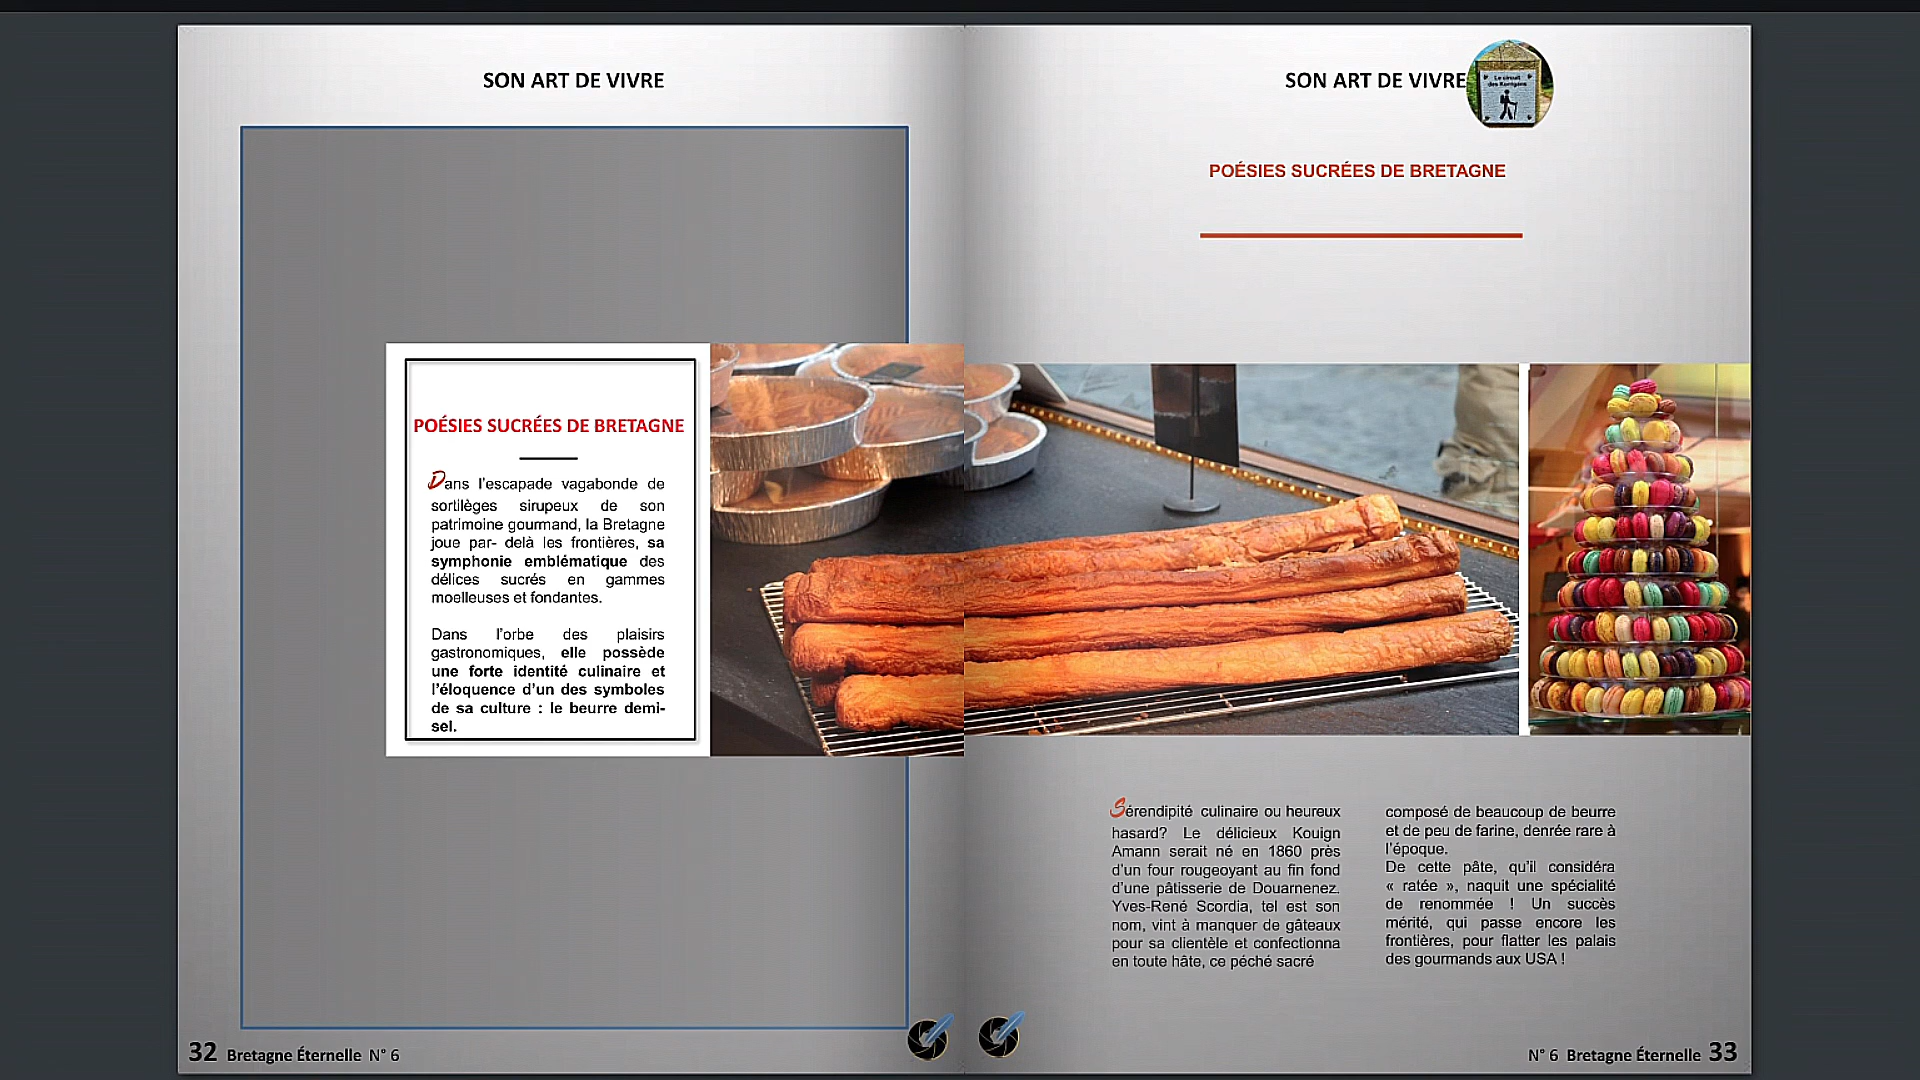 SON ART DE VIVRE
POÉSIES SUCRÉES DE BRETAGNE
Dans l'escapade vagabonde de
sortilèges sirupeux de son
patrimoine gourmand, la Bretagne
joue par- delà les frontières, sa
symphonie emblématique des
délices sucrés en gammes
moelleuses et fondantes.
Dans l'orbe des plaisirs
gastronomiques, elle possède
une forte identité culinaire et
l'éloquence d'un des symboles
de sa culture : le beurre demi-
sel.
32 Bretagne Éternelle N° 6
SON ART DE VIVRE
Le circuit
des Korrigans
POÉSIES SUCRÉES DE BRETAGNE
Sérendipité culinaire ou heureux
hasard? Le délicieux Kouign
Amann serait né en 1860 près
d'un four rougeoyant au fin fond
d'une pâtisserie de Douarnenez.
Yves-René Scordia, tel est son
nom, vint à manquer de gâteaux
pour sa clientèle et confectionna
en toute hâte, ce péché sacré
composé de beaucoup de beurre
et de peu de farine, denrée rare à
l'époque.
De cette pâte, qu'il considéra
« ratée », naquit une spécialité
de renommée ! Un succès
mérité, qui passe encore les
frontières, pour flatter les palais
des gourmands aux USA !
N° 6 Bretagne Éternelle 33